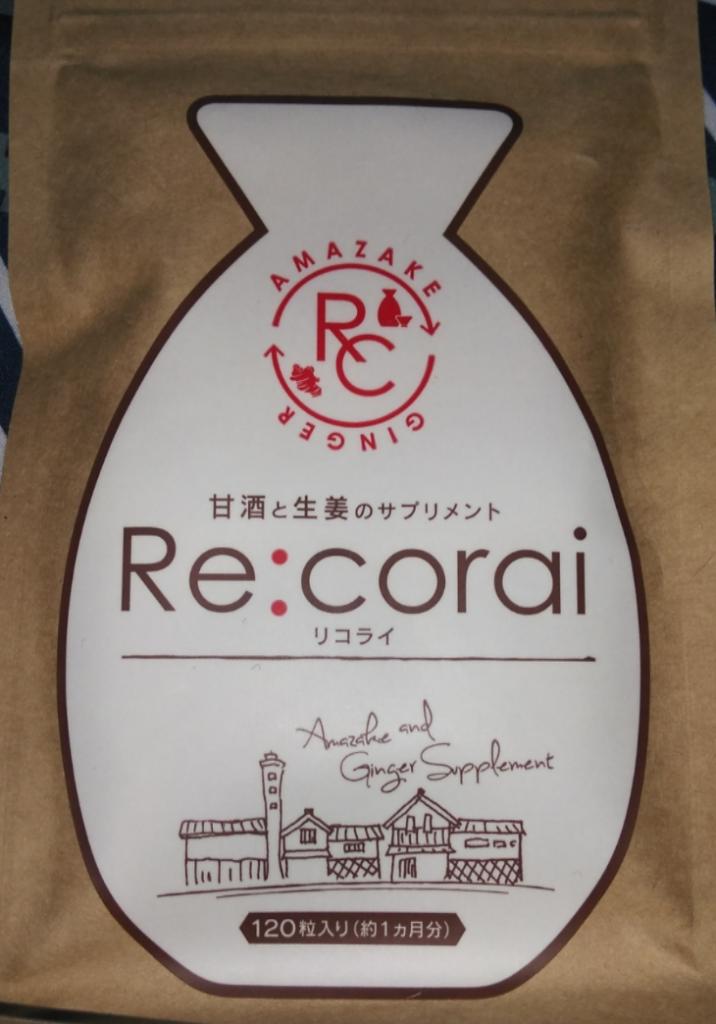 AMAZAKE
RC
GINGER
甘酒と生姜のサプリメント
Re:corai
リコライ
Amazake and
Ginger Supplement
120粒入り(約1ヵ月分)